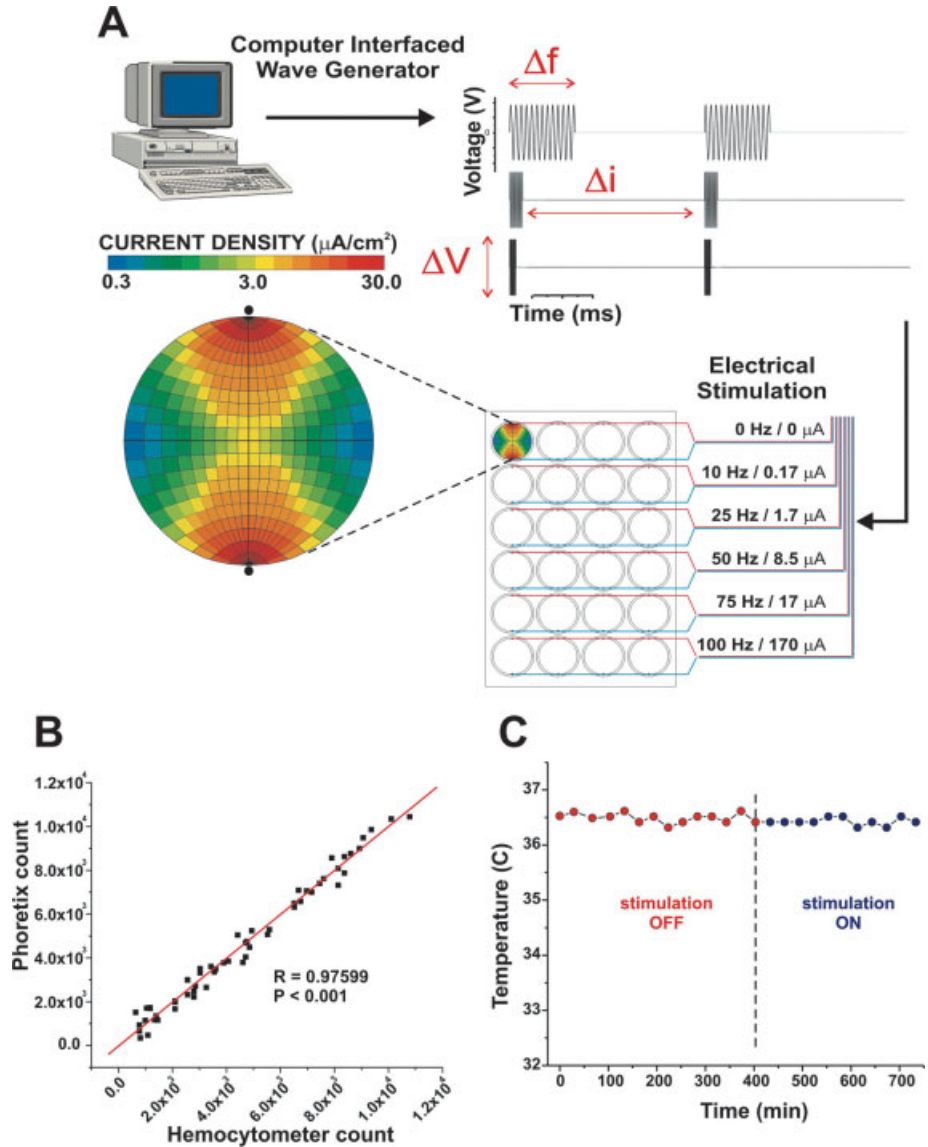 A
Computer Interfaced
Wave Generator
Δf
Voltage (V)
0
Δi
ΔV
Time (ms)
CURRENT DENSITY (μA/cm²)
0.3 3.0 30.0
Electrical
Stimulation
0 Hz / 0 μA
10 Hz / 0.17 μA
25 Hz / 1.7 μA
50 Hz / 8.5 μA
75 Hz / 17 μA
100 Hz / 170 μA
B
Phoretix count
1.2x10⁴
1.0x10⁴
8.0x10³
6.0x10³
4.0x10³
2.0x10³
0.0
R = 0.97599
P < 0.001
0.0 2.0x10³ 4.0x10³ 6.0x10³ 8.0x10³ 1.0x10⁴ 1.2x10⁴
Hemocytometer count
C
Temperature (C)
37
36
35
34
33
32
stimulation
OFF
stimulation
ON
0 100 200 300 400 500 600 700
Time (min)